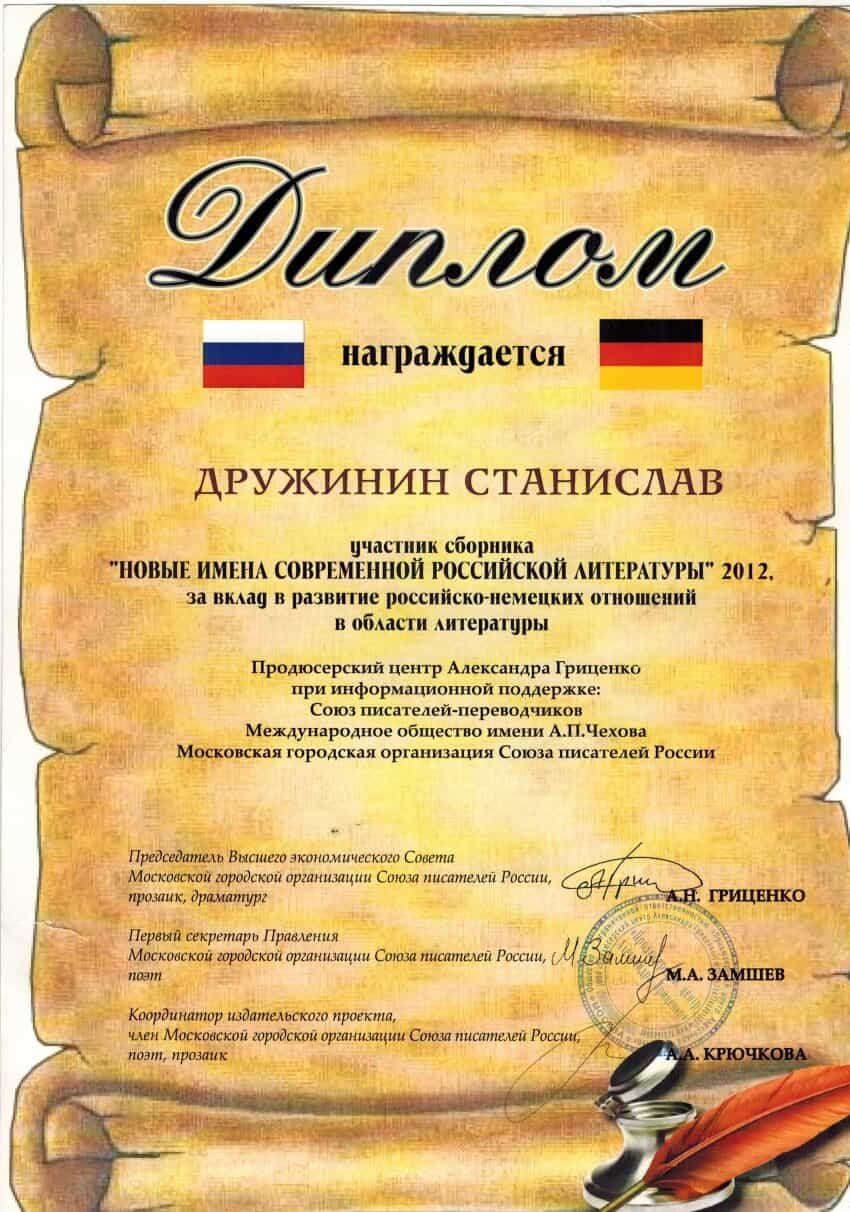 Диплом
награждается
ДРУЖИНИН СТАНИСЛАВ
участник сборника
"НОВЫЕ ИМЕНА СОВРЕМЕННОЙ РОССИЙСКОЙ ЛИТЕРАТУРЫ" 2012,
за вклад в развитие российско-немецких отношений
в области литературы
Продюсерский центр Александра Гриценко
при информационной поддержке:
Союз писателей-переводчиков
Международное общество имени А.П.Чехова
Московская городская организация Союза писателей России
Председатель Высшего экономического Совета
Московской городской организации Союза писателей России,
прозаик, драматург
А.Н. ГРИЦЕНКО
Первый секретарь Правления
Московской городской организации Союза писателей России,
поэт
М.Замшев
М.А. ЗАМШЕВ
Координатор издательского проекта,
член Московской городской организации Союза писателей России,
поэт, прозаик
А.А. КРЮЧКОВА